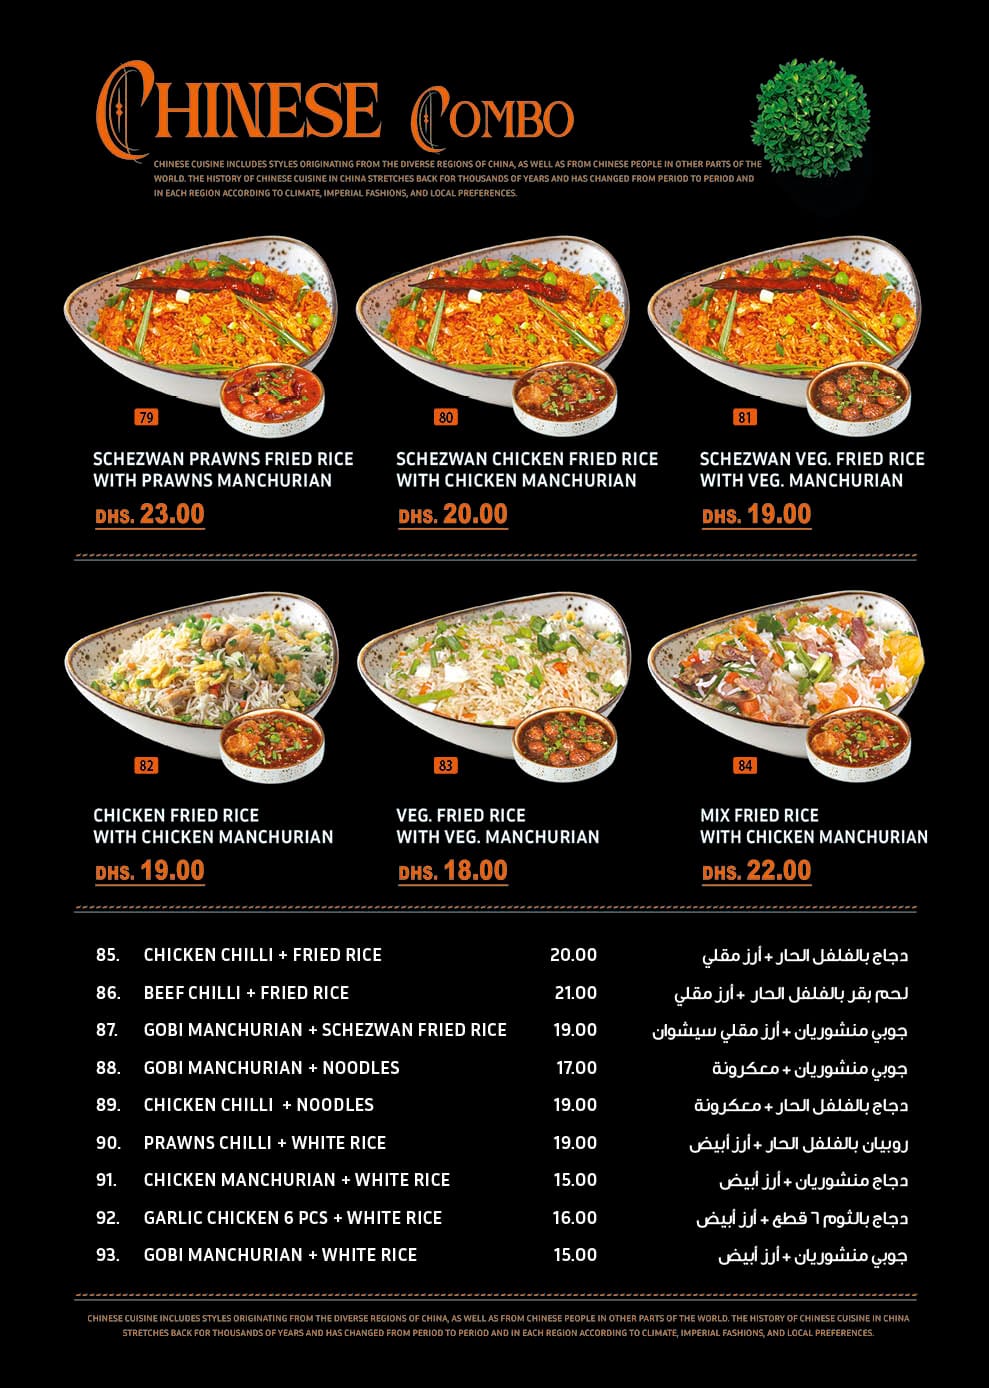 CHINESE COMBO
CHINESE CUISINE INCLUDES STYLES ORIGINATING FROM THE DIVERSE REGIONS OF CHINA, AS WELL AS FROM CHINESE PEOPLE IN OTHER PARTS OF THE
WORLD. THE HISTORY OF CHINESE CUISINE IN CHINA STRETCHES BACK FOR THOUSANDS OF YEARS AND HAS CHANGED FROM PERIOD TO PERIOD AND
IN EACH REGION ACCORDING TO CLIMATE, IMPERIAL FASHIONS, AND LOCAL PREFERENCES.
79
SCHEZWAN PRAWNS FRIED RICE
WITH PRAWNS MANCHURIAN
DHS. 23.00
80
SCHEZWAN CHICKEN FRIED RICE
WITH CHICKEN MANCHURIAN
DHS. 20.00
81
SCHEZWAN VEG. FRIED RICE
WITH VEG. MANCHURIAN
DHS. 19.00
82
CHICKEN FRIED RICE
WITH CHICKEN MANCHURIAN
DHS. 19.00
83
VEG. FRIED RICE
WITH VEG. MANCHURIAN
DHS. 18.00
84
MIX FRIED RICE
WITH CHICKEN MANCHURIAN
DHS. 22.00
85. CHICKEN CHILLI + FRIED RICE 20.00 دجاج بالفلفل الحار + أرز مقلي
86. BEEF CHILLI + FRIED RICE 21.00 لحم بقر بالفلفل الحار + أرز مقلي
87. GOBI MANCHURIAN + SCHEZWAN FRIED RICE 19.00 جوبي منشوريان + أرز مقلي سيشوان
88. GOBI MANCHURIAN + NOODLES 17.00 جوبي منشوريان + معكرونة
89. CHICKEN CHILLI + NOODLES 19.00 دجاج بالفلفل الحار + معكرونة
90. PRAWNS CHILLI + WHITE RICE 19.00 روبيان بالفلفل الحار + أرز أبيض
91. CHICKEN MANCHURIAN + WHITE RICE 15.00 دجاج منشوريان + أرز أبيض
92. GARLIC CHICKEN 6 PCS + WHITE RICE 16.00 دجاج بالثوم ٦ قطع + أرز أبيض
93. GOBI MANCHURIAN + WHITE RICE 15.00 جوبي منشوريان + أرز أبيض
CHINESE CUISINE INCLUDES STYLES ORIGINATING FROM THE DIVERSE REGIONS OF CHINA, AS WELL AS FROM CHINESE PEOPLE IN OTHER PARTS OF THE WORLD. THE HISTORY OF CHINESE CUISINE IN CHINA
STRETCHES BACK FOR THOUSANDS OF YEARS AND HAS CHANGED FROM PERIOD TO PERIOD AND IN EACH REGION ACCORDING TO CLIMATE, IMPERIAL FASHIONS, AND LOCAL PREFERENCES.